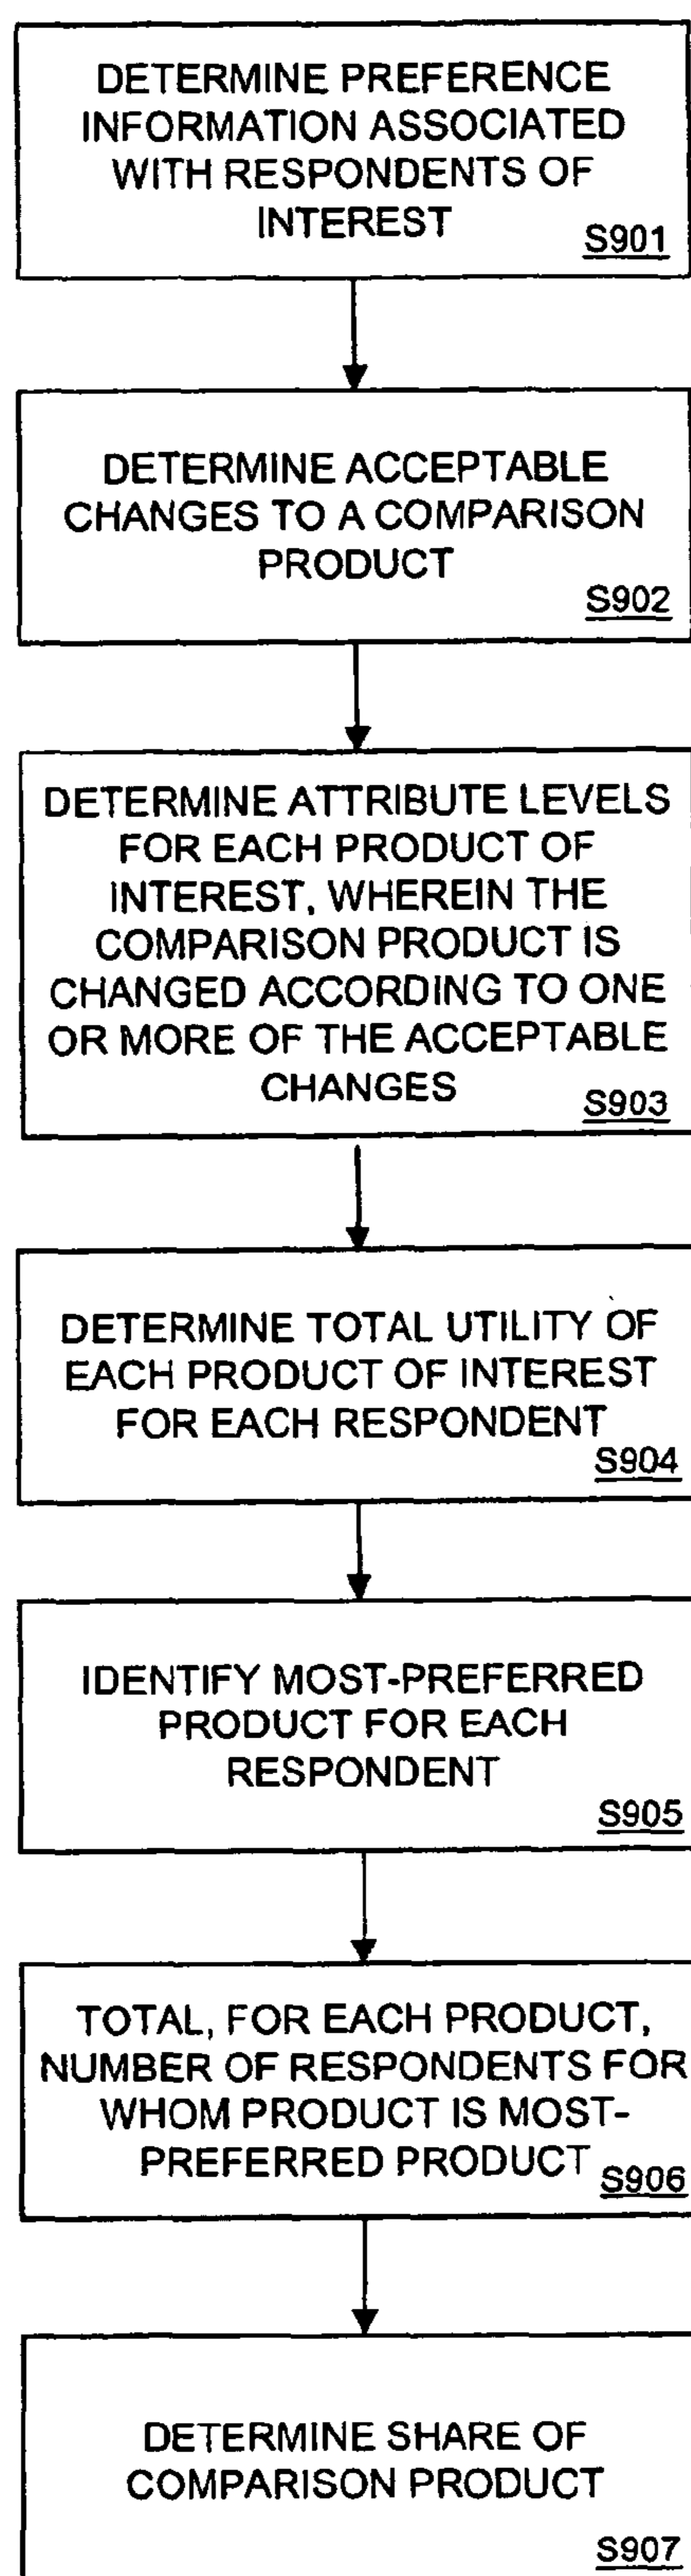 DETERMINE PREFERENCE
INFORMATION ASSOCIATED
WITH RESPONDENTS OF
INTEREST
S901
DETERMINE ACCEPTABLE
CHANGES TO A COMPARISON
PRODUCT
S902
DETERMINE ATTRIBUTE LEVELS
FOR EACH PRODUCT OF
INTEREST, WHEREIN THE
COMPARISON PRODUCT IS
CHANGED ACCORDING TO ONE
OR MORE OF THE ACCEPTABLE
CHANGES
S903
DETERMINE TOTAL UTILITY OF
EACH PRODUCT OF INTEREST
FOR EACH RESPONDENT
S904
IDENTIFY MOST-PREFERRED
PRODUCT FOR EACH
RESPONDENT
S905
TOTAL, FOR EACH PRODUCT,
NUMBER OF RESPONDENTS FOR
WHOM PRODUCT IS MOST-
PREFERRED PRODUCT
S906
DETERMINE SHARE OF
COMPARISON PRODUCT
S907